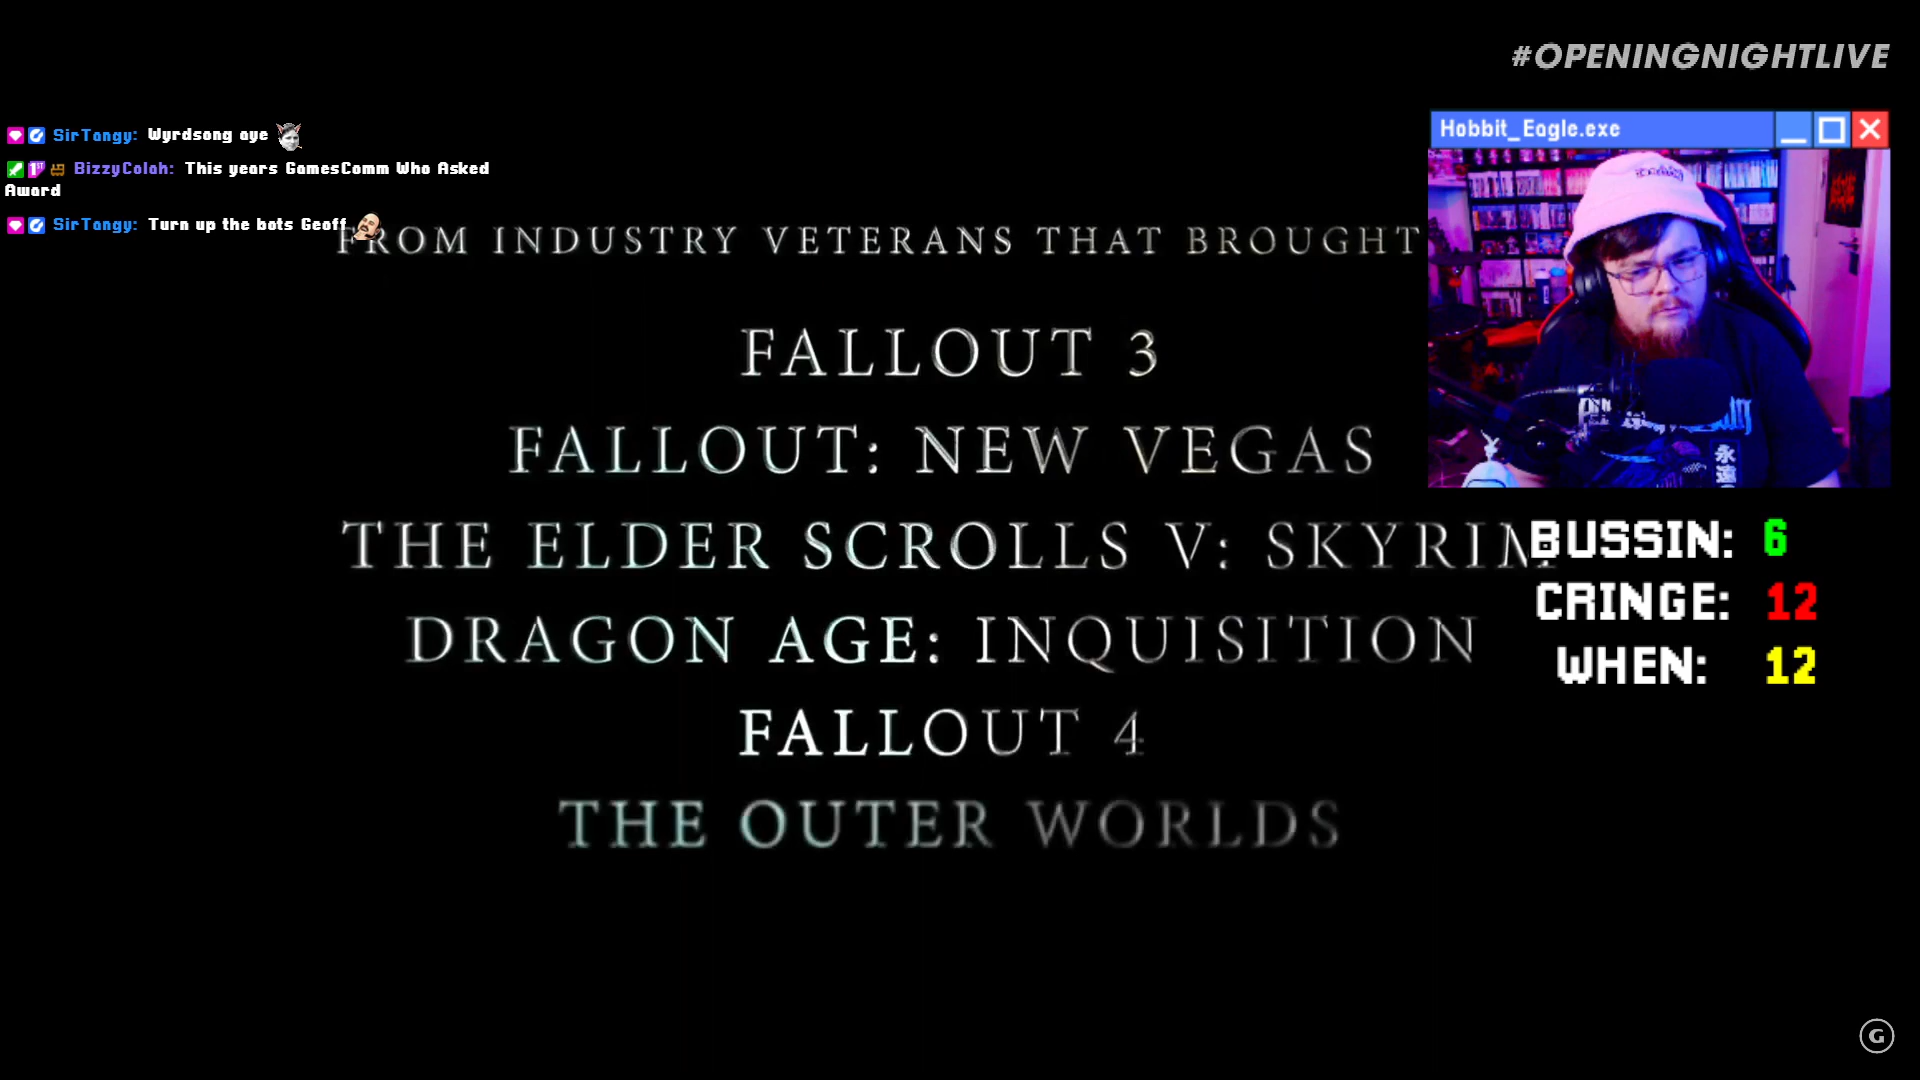 #OPENINGNIGHTLIVE
Hobbit_Eagle.exe
SirTangy: Wyrdsong aye
BizzyColah: This years GamesComm Who Asked
Award
SirTangy: Turn up the bots Geoff
FROM INDUSTRY VETERANS THAT BROUGHT
FALLOUT 3
FALLOUT: NEW VEGAS
THE ELDER SCROLLS V: SKYRIM
DRAGON AGE: INQUISITION
FALLOUT 4
THE OUTER WORLDS
BUSSIN: 6
CRINGE: 12
WHEN: 12
永遠
G